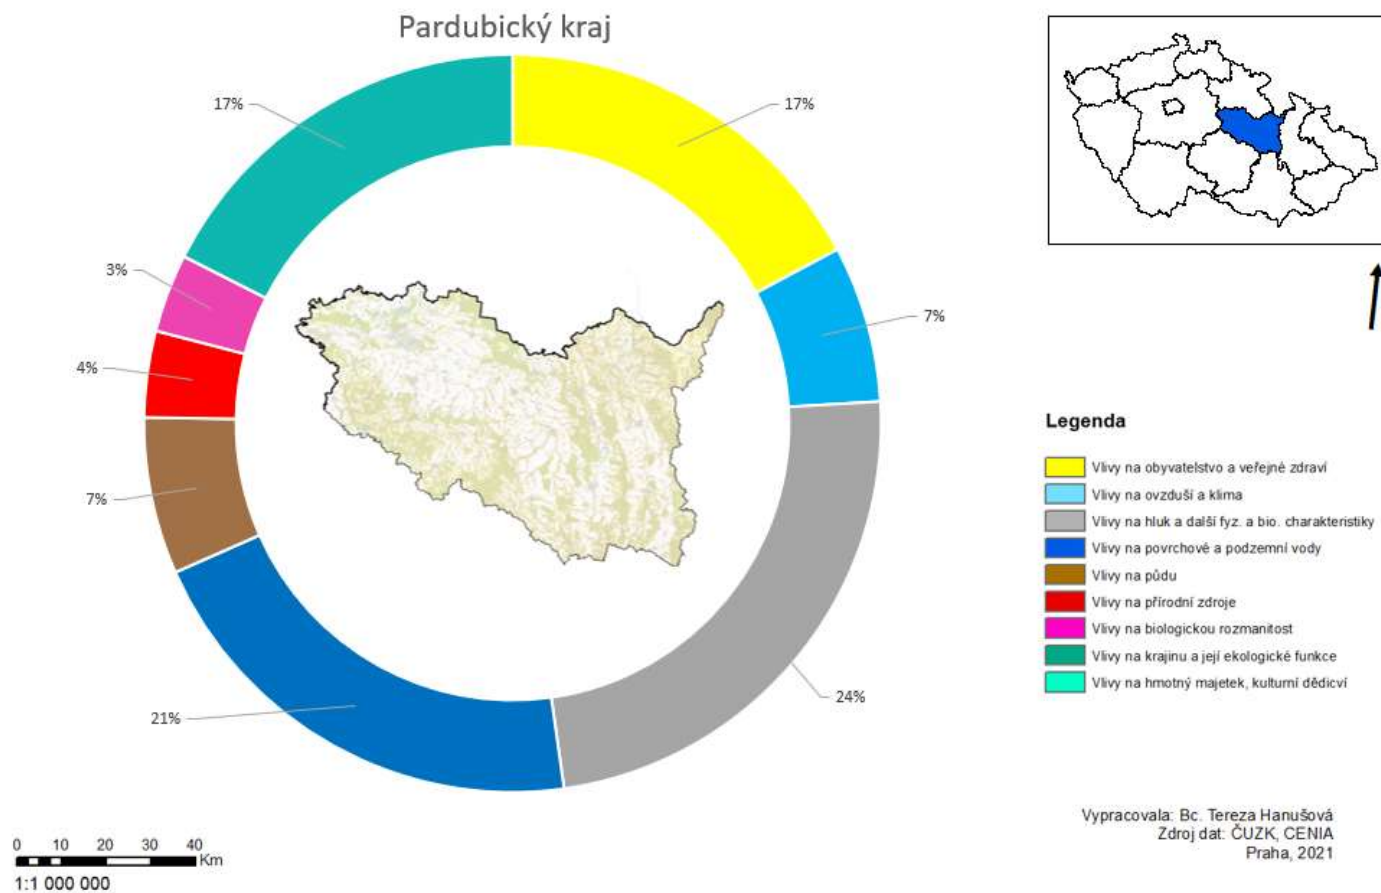 Pardubický kraj
17%
17%
3%
7%
4%
7%
24%
21%
Legenda
Vlivy na obyvatelstvo a veřejné zdraví
Vlivy na ovzduší a klima
Vlivy na hluk a další fyz. a bio. charakteristiky
Vlivy na povrchové a podzemní vody
Vlivy na půdu
Vlivy na přírodní zdroje
Vlivy na biologickou rozmanitost
Vlivy na krajinu a její ekologické funkce
Vlivy na hmotný majetek, kulturní dědicví
Vypracovala: Bc. Tereza Hanušová
Zdroj dat: ČUZK, CENIA
Praha, 2021
0 10 20 30 40
Km
1:1 000 000